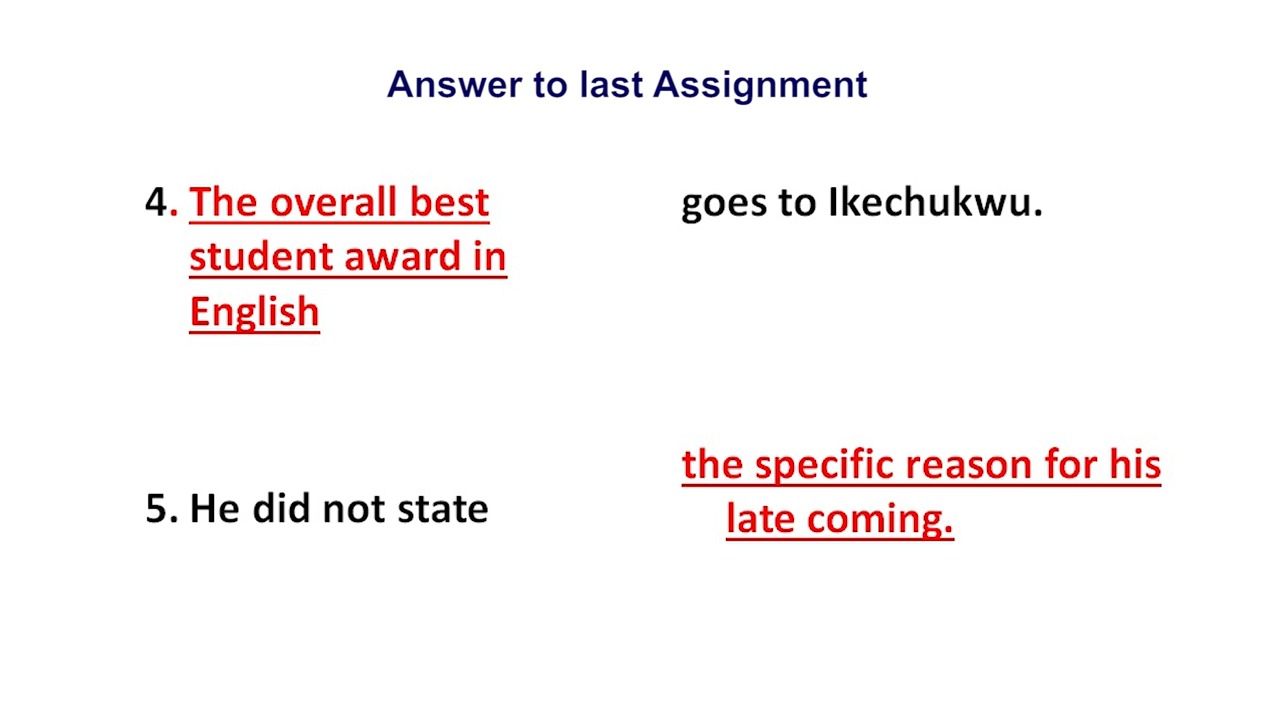 Answer to last Assignment
4. The overall best
student award in
English
goes to Ikechukwu.
5. He did not state
the specific reason for his
late coming.